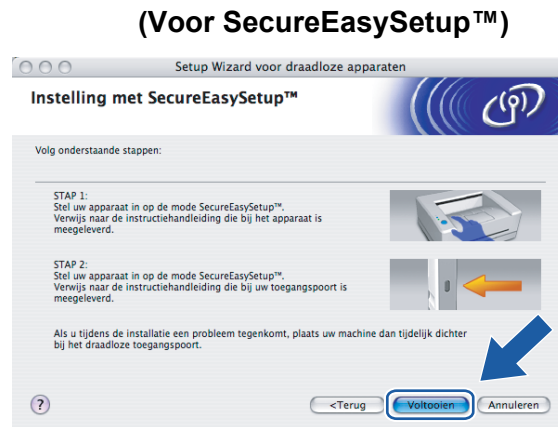 (Voor SecureEasySetup™)
Setup Wizard voor draadloze apparaten
Instelling met SecureEasySetup™
Volg onderstaande stappen:
STAP 1:
Stel uw apparaat in op de mode SecureEasySetup™.
Verwijs naar de instructiehandleiding die bij het apparaat is
meegeleverd.
STAP 2:
Stel uw apparaat in op de mode SecureEasySetup™.
Verwijs naar de instructiehandleiding die bij uw toegangspoort is
meegeleverd.
Als u tijdens de installatie een probleem tegenkomt, plaats uw machine dan tijdelijk dichter
bij het draadloze toegangspoort.
? <Terug Voltooien Annuleren